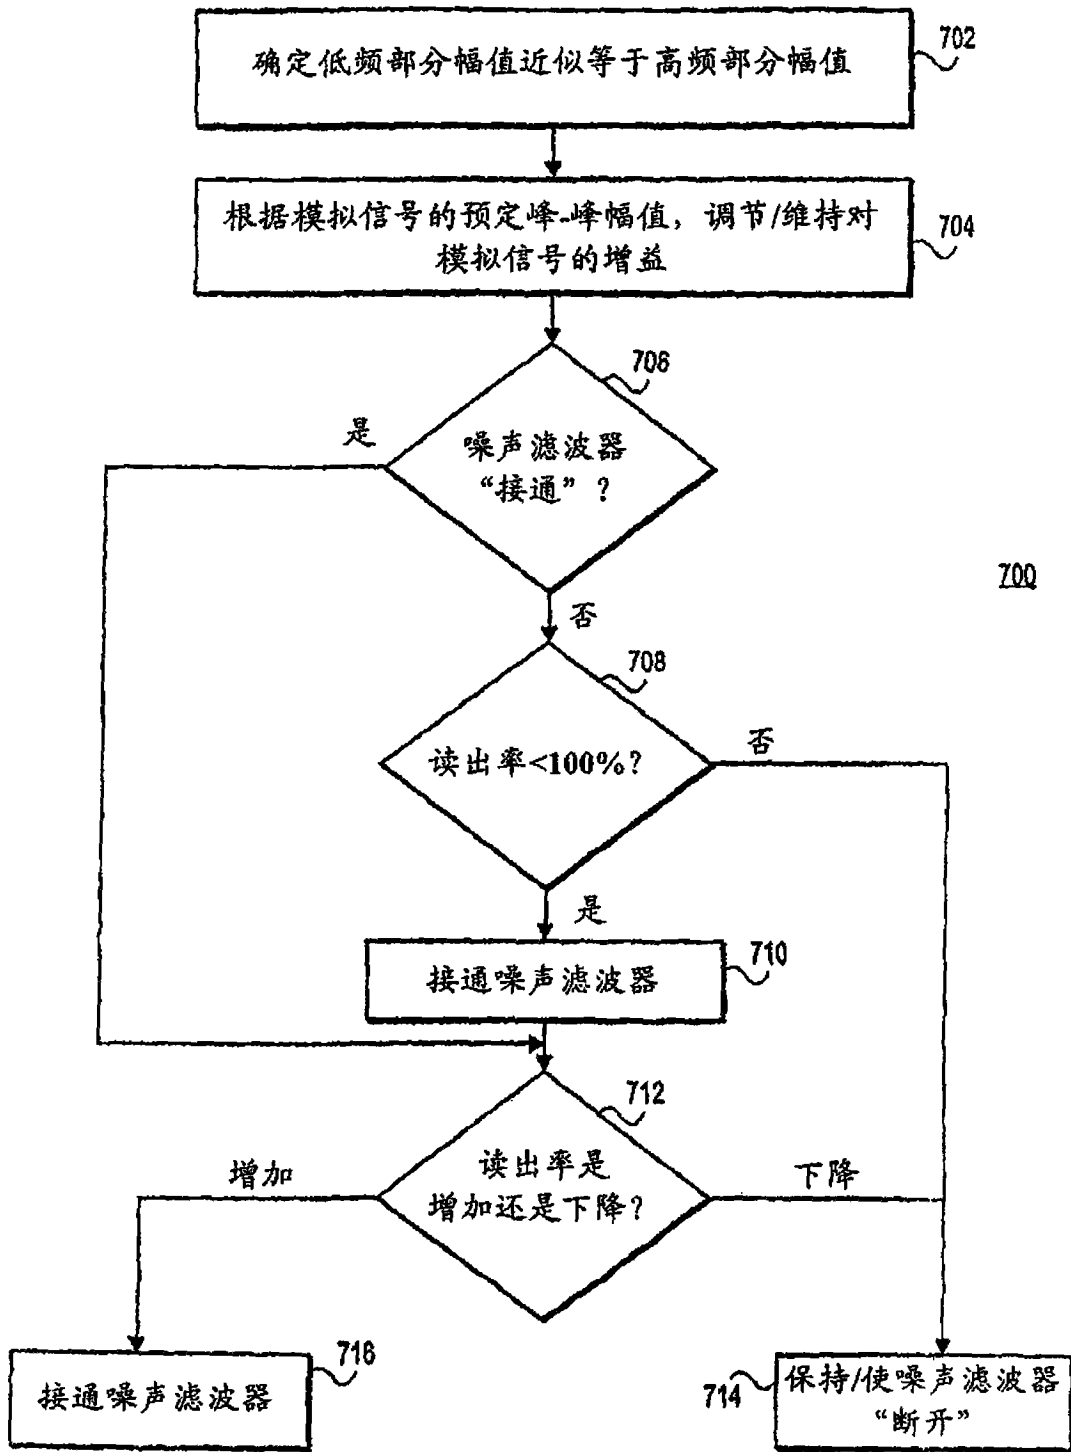 确定低频部分幅值近似等于高频部分幅值
702
根据模拟信号的预定峰-峰幅值，调节/维持对
模拟信号的增益
704
706
是
噪声滤波器
“接通”？
700
否
708
读出率<100%？
否
是
接通噪声滤波器
710
712
增加
读出率是
增加还是下降？
下降
716
接通噪声滤波器
714
保持/使噪声滤波器
“断开”